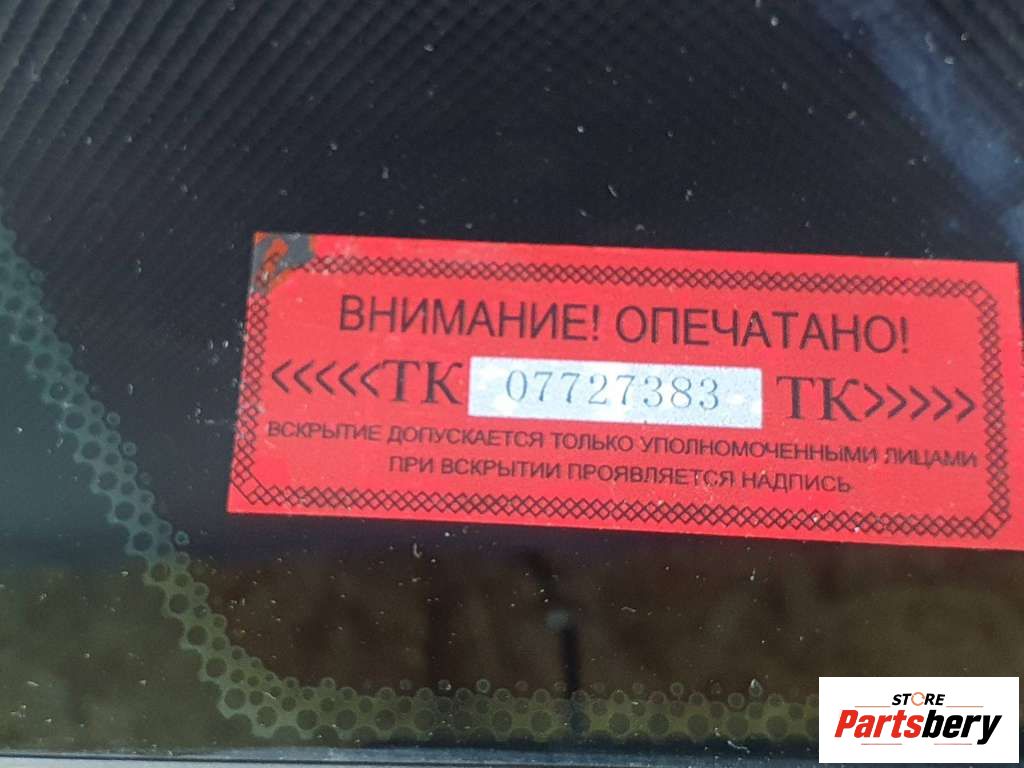 ВНИМАНИЕ! ОПЕЧАТАНО!
<<<<<ТК 07727383 ТК>>>>>
ВСКРЫТИЕ ДОПУСКАЕТСЯ ТОЛЬКО УПОЛНОМОЧЕННЫМИ ЛИЦАМИ
ПРИ ВСКРЫТИИ ПРОЯВЛЯЕТСЯ НАДПИСЬ
STORE
Partsbery